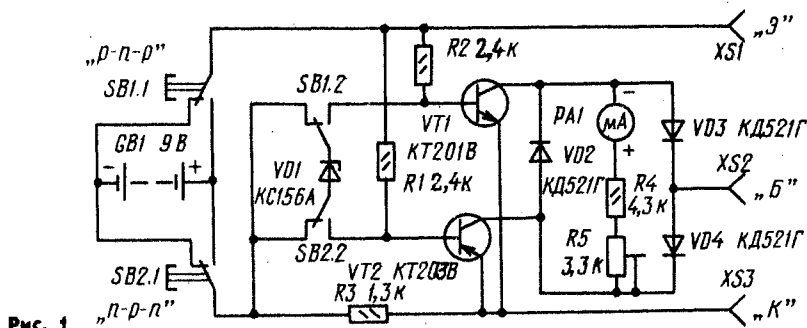 „p-n-p”
SB1.1
GB1 9 В
- +
SB2.1
„n-p-n”
SB1.2
VD1
КС156А
SB2.2
R2 2,4к
VT1
КТ201В
R1 2,4к
VT2 КТ203В
R3 1,3к
PA1
-
мА
+
VD2
КД521Г
R4
4,3к
R5
3,3к
VD3 КД521Г
VD4 КД521Г
„Э”
XS1
XS2
„Б”
XS3
„К”
Рис. 1